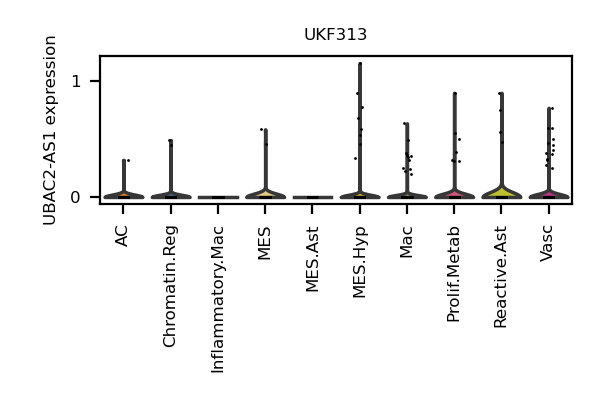 UKF313
UBAC2-AS1 expression
1
0
AC
Chromatin.Reg
Inflammatory.Mac
MES
MES.Ast
MES.Hyp
Mac
Prolif.Metab
Reactive.Ast
Vasc